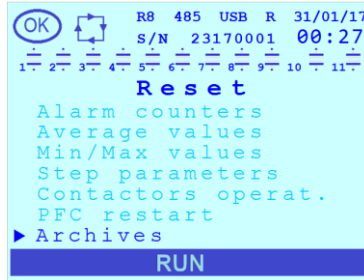 OK R8 485 USB R 31/01/17
S/N 23170001 00:27
1 2 3 4 5 6 7 8 9 10 11
Reset
Alarm counters
Average values
Min/Max values
Step parameters
Contactors operat.
PFC restart
▶ Archives
RUN